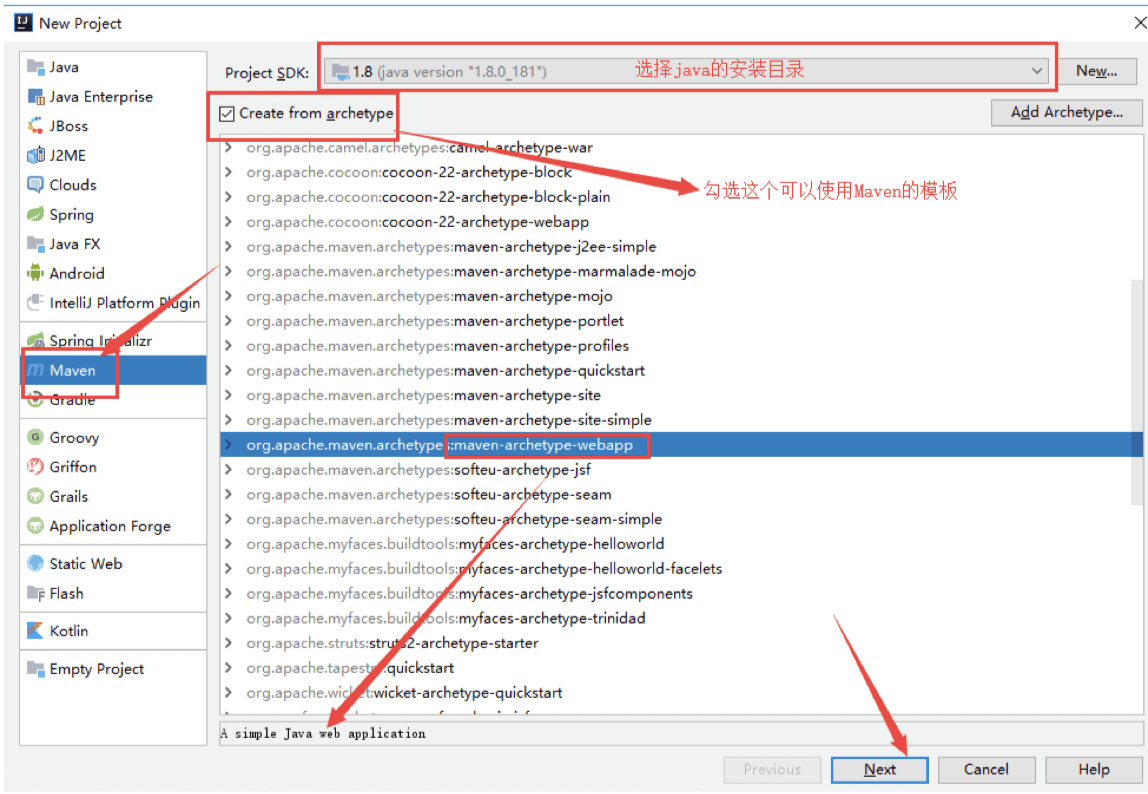 New Project
Java
Java Enterprise
JBoss
J2ME
Clouds
Spring
Java FX
Android
IntelliJ Platform Plugin
Spring Initializr
Maven
Gradle
Groovy
Griffon
Grails
Application Forge
Static Web
Flash
Kotlin
Empty Project
Project SDK: 1.8 (java version "1.8.0_181") 选择java的安装目录 New...
Create from archetype Add Archetype...
org.apache.camel.archetypes:camel-archetype-war
org.apache.cocoon:cocoon-22-archetype-block
勾选这个可以使用Maven的模板
org.apache.cocoon:cocoon-22-archetype-block-plain
org.apache.cocoon:cocoon-22-archetype-webapp
org.apache.maven.archetypes:maven-archetype-j2ee-simple
org.apache.maven.archetypes:maven-archetype-marmalade-mojo
org.apache.maven.archetypes:maven-archetype-mojo
org.apache.maven.archetypes:maven-archetype-portlet
org.apache.maven.archetypes:maven-archetype-profiles
org.apache.maven.archetypes:maven-archetype-quickstart
org.apache.maven.archetypes:maven-archetype-site
org.apache.maven.archetypes:maven-archetype-site-simple
org.apache.maven.archetypes:maven-archetype-webapp
org.apache.maven.archetypes:softeu-archetype-jsf
org.apache.maven.archetypes:softeu-archetype-seam
org.apache.maven.archetypes:softeu-archetype-seam-simple
org.apache.myfaces.buildtools:myfaces-archetype-helloworld
org.apache.myfaces.buildtools:myfaces-archetype-helloworld-facelets
org.apache.myfaces.buildtools:myfaces-archetype-jsfcomponents
org.apache.myfaces.buildtools:myfaces-archetype-trinidad
org.apache.struts:struts2-archetype-starter
org.apache.tapestry:quickstart
org.apache.wicket:wicket-archetype-quickstart
A simple Java web application
Previous Next Cancel Help